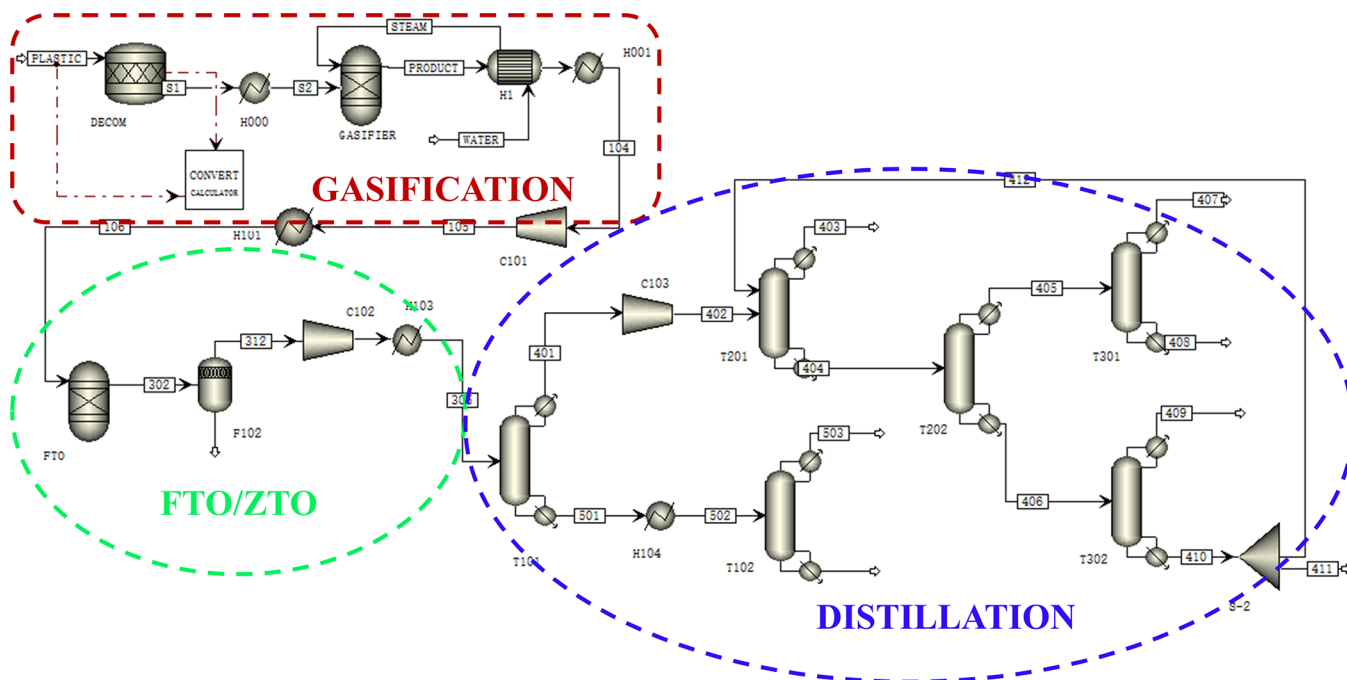 STEAM
PLASTIC
S1
S2
PRODUCT
H001
DECOM
H000
GASIFIER
H1
WATER
104
CONVERT
CALCULATOR
GASIFICATION
412
407
106
H101
105
C101
403
C103
405
C102
H103
402
312
401
T201
404
T301
408
302
306
F102
FTO
T202
409
503
FTO/ZTO
501
502
406
T101
H104
T102
T302
410
411
S-2
DISTILLATION